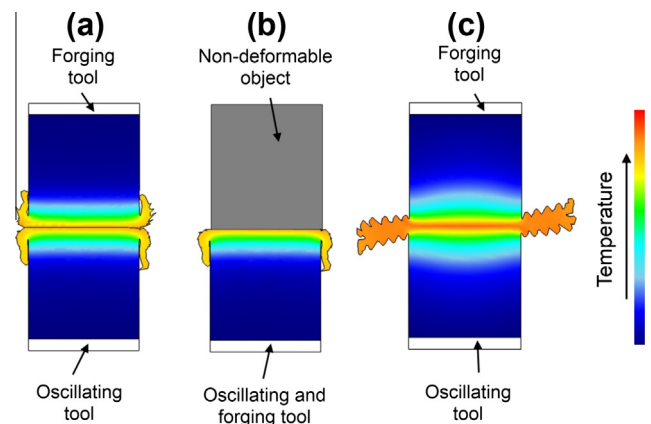 (a)
Forging
tool
Oscillating
tool
(b)
Non-deformable
object
Oscillating and
forging tool
(c)
Forging
tool
Oscillating
tool
Temperature